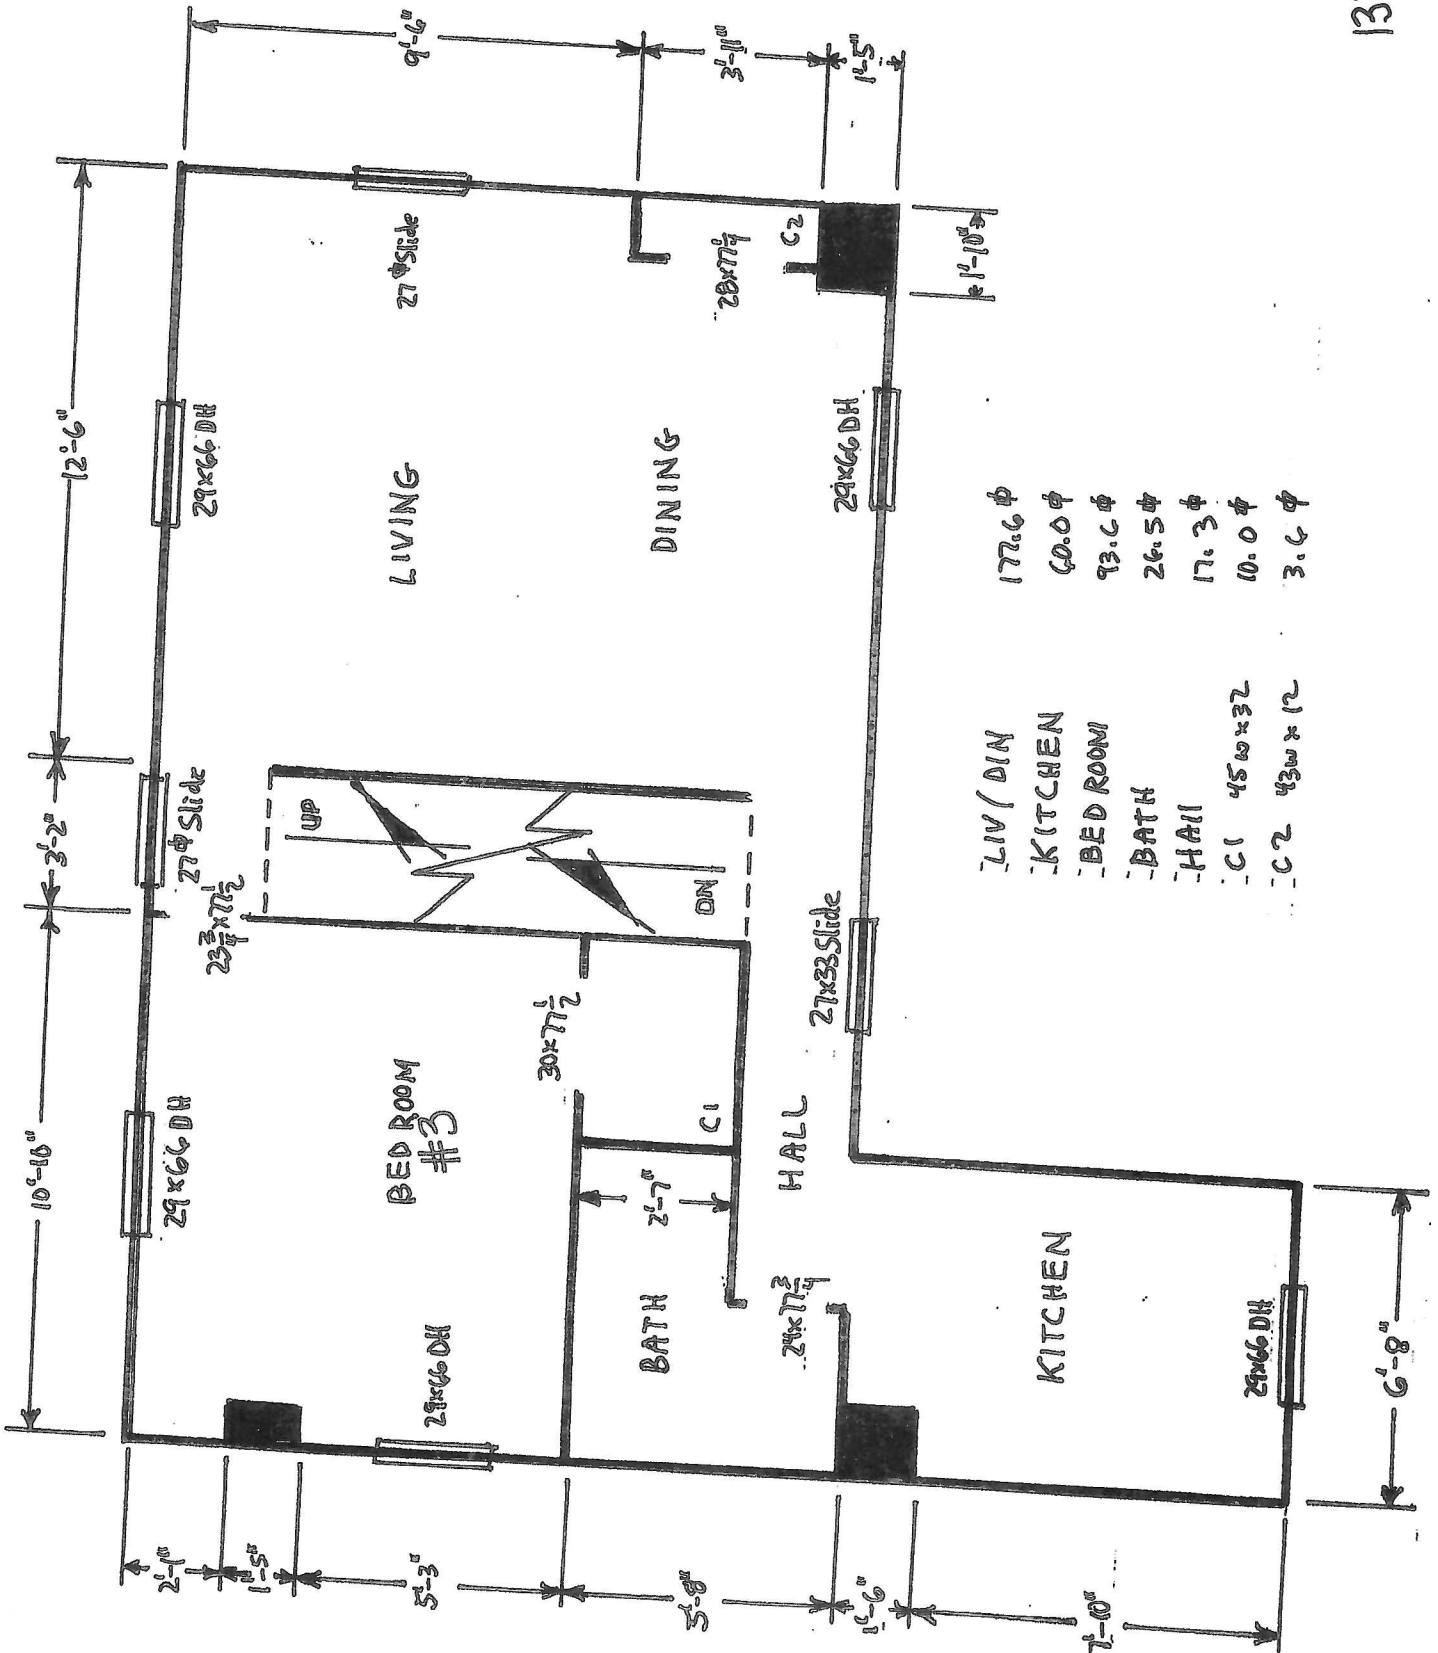 10'-10"
3'-2"
12'-6"
29x66 DH
27⏀ Slide
29x66 DH
23¾x77½
UP
DN
BED ROOM
#3
29x66 DH
30x77½
LIVING
27⏀ Slide
DINING
28x77¼
C2
BATH
2'-7"
C1
24x77¾
HALL
27x33 Slide
29x66 DH
KITCHEN
29x66 DH
2'-1"
1'-5"
5'-3"
5'-8"
1'-6"
7'-10"
9'-6"
3'-11"
1'-5"
1'-10"
6'-8"
LIV/DIN 177.6⏀
KITCHEN 60.0⏀
BEDROOM 93.6⏀
BATH 26.5⏀
HAll 17.3⏀
C1 45w x 32 10.0⏀
C2 43w x 12 3.6⏀
13